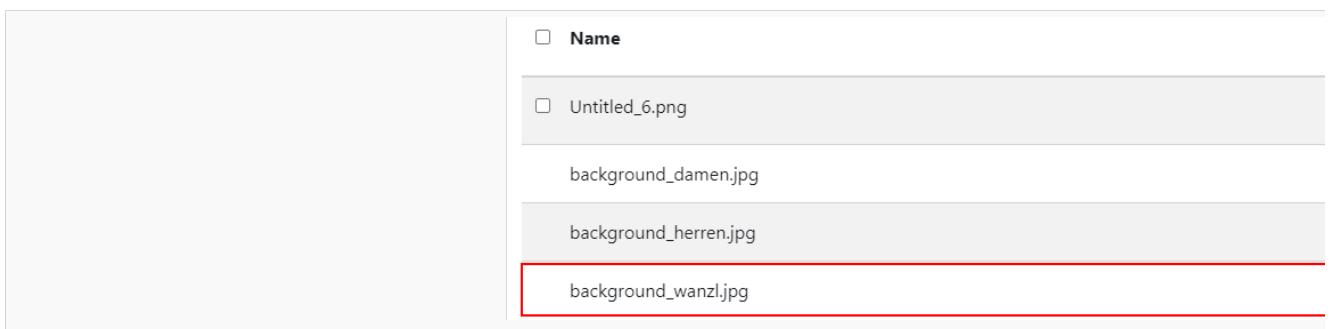 Name
Untitled_6.png
background_damen.jpg
background_herren.jpg
background_wanzl.jpg